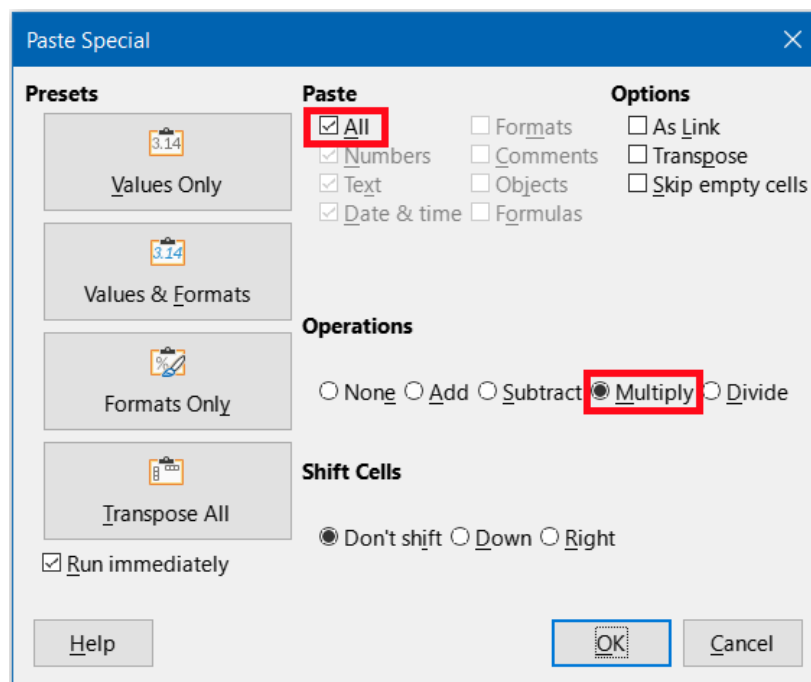 Paste Special
Presets
3.14
Values Only
3.14
Values & Formats
%
Formats Only
Transpose All
Run immediately
Paste
All
Numbers
Text
Date & time
Formats
Comments
Objects
Formulas
Options
As Link
Transpose
Skip empty cells
Operations
None Add Subtract Multiply Divide
Shift Cells
Don't shift Down Right
Help OK Cancel